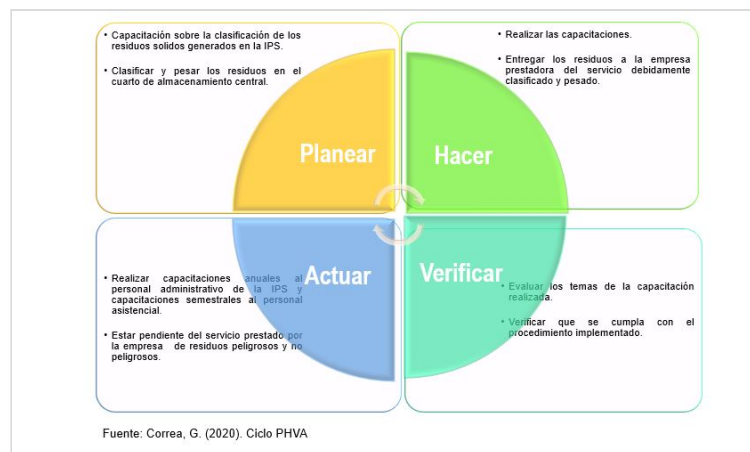 • Capacitación sobre la clasificación de los
residuos solidos generados en la IPS.
• Clasificar y pesar los residuos en el
cuarto de almacenamiento central.
• Realizar las capacitaciones.
• Entregar los residuos a la empresa
prestadora del servicio debidamente
clasificado y pesado.
Planear
Hacer
Actuar
Verificar
• Realizar capacitaciones anuales al
personal administrativo de la IPS y
capacitaciones semestrales al personal
asistencial.
• Estar pendiente del servicio prestado por
la empresa de residuos peligrosos y no
peligrosos.
• Evaluar los temas de la capacitación
realizada.
• Verificar que se cumpla con el
procedimiento implementado.
Fuente: Correa, G. (2020). Ciclo PHVA